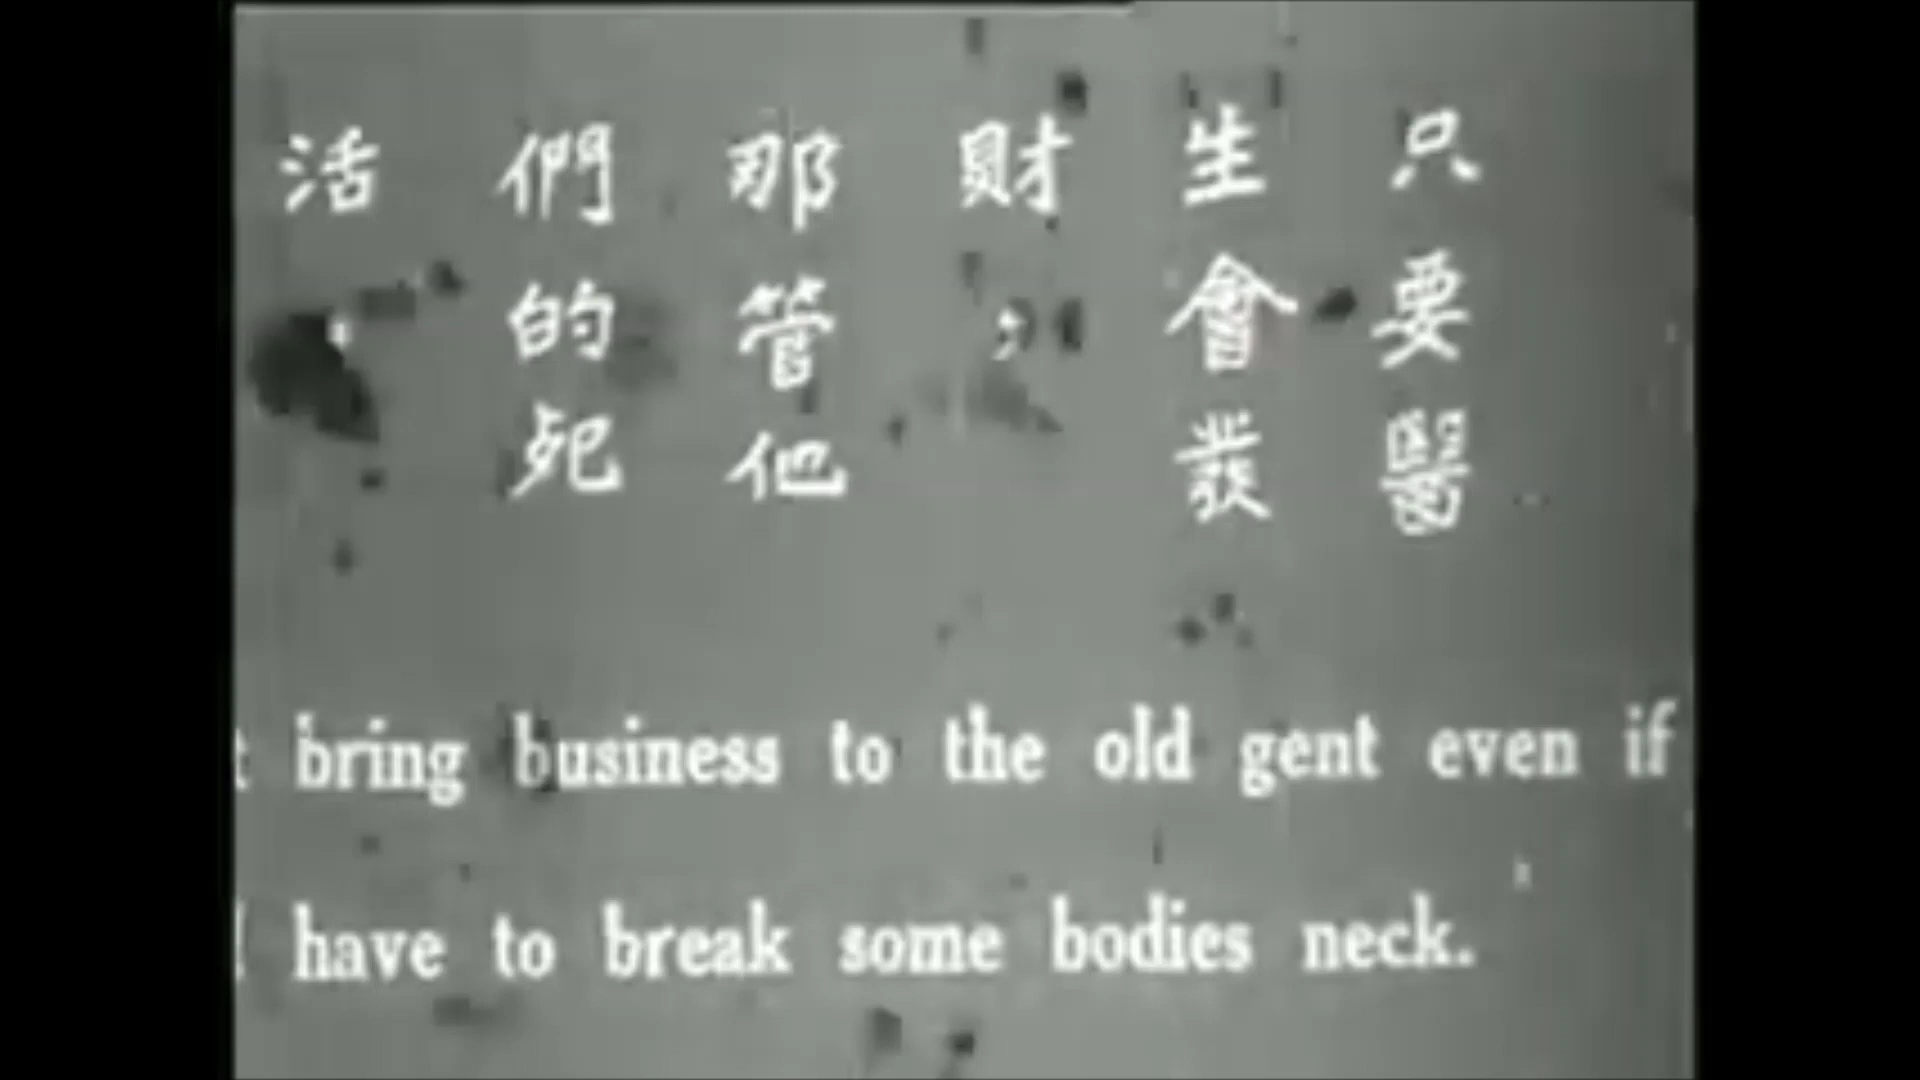 只要醫
生會發
財，
那管他
們的死
活
bring business to the old gent even if
have to break some bodies neck.